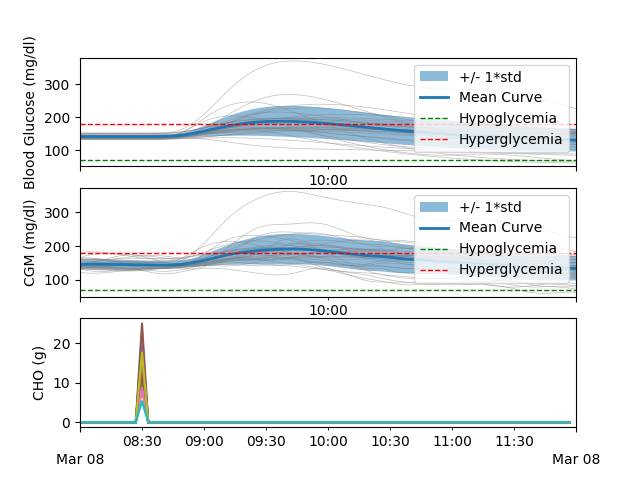 Blood Glucose (mg/dl)
300
200
100
+/- 1*std
Mean Curve
Hypoglycemia
Hyperglycemia
10:00
CGM (mg/dl)
300
200
100
+/- 1*std
Mean Curve
Hypoglycemia
Hyperglycemia
10:00
CHO (g)
20
10
0
08:30 09:00 09:30 10:00 10:30 11:00 11:30
Mar 08 Mar 08